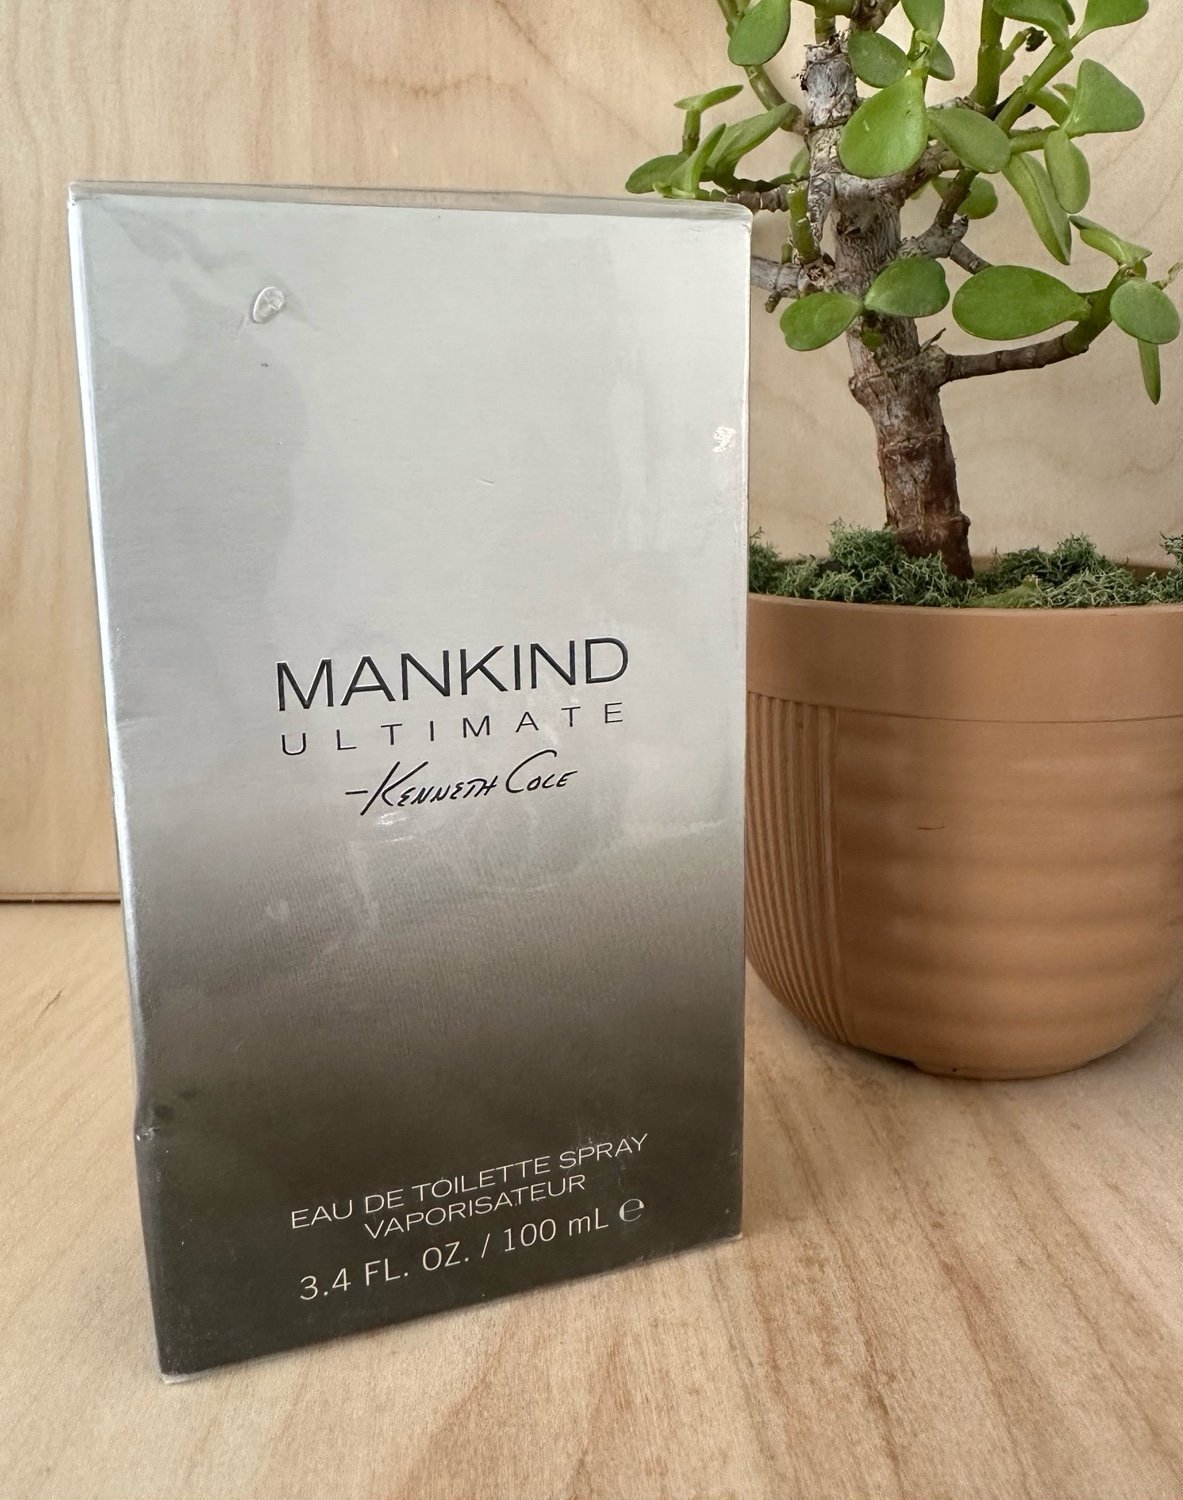 MANKIND
ULTIMATE
-KENNETH COLE
EAU DE TOILETTE SPRAY
VAPORISATEUR
3.4 FL. OZ. / 100 mL ℮